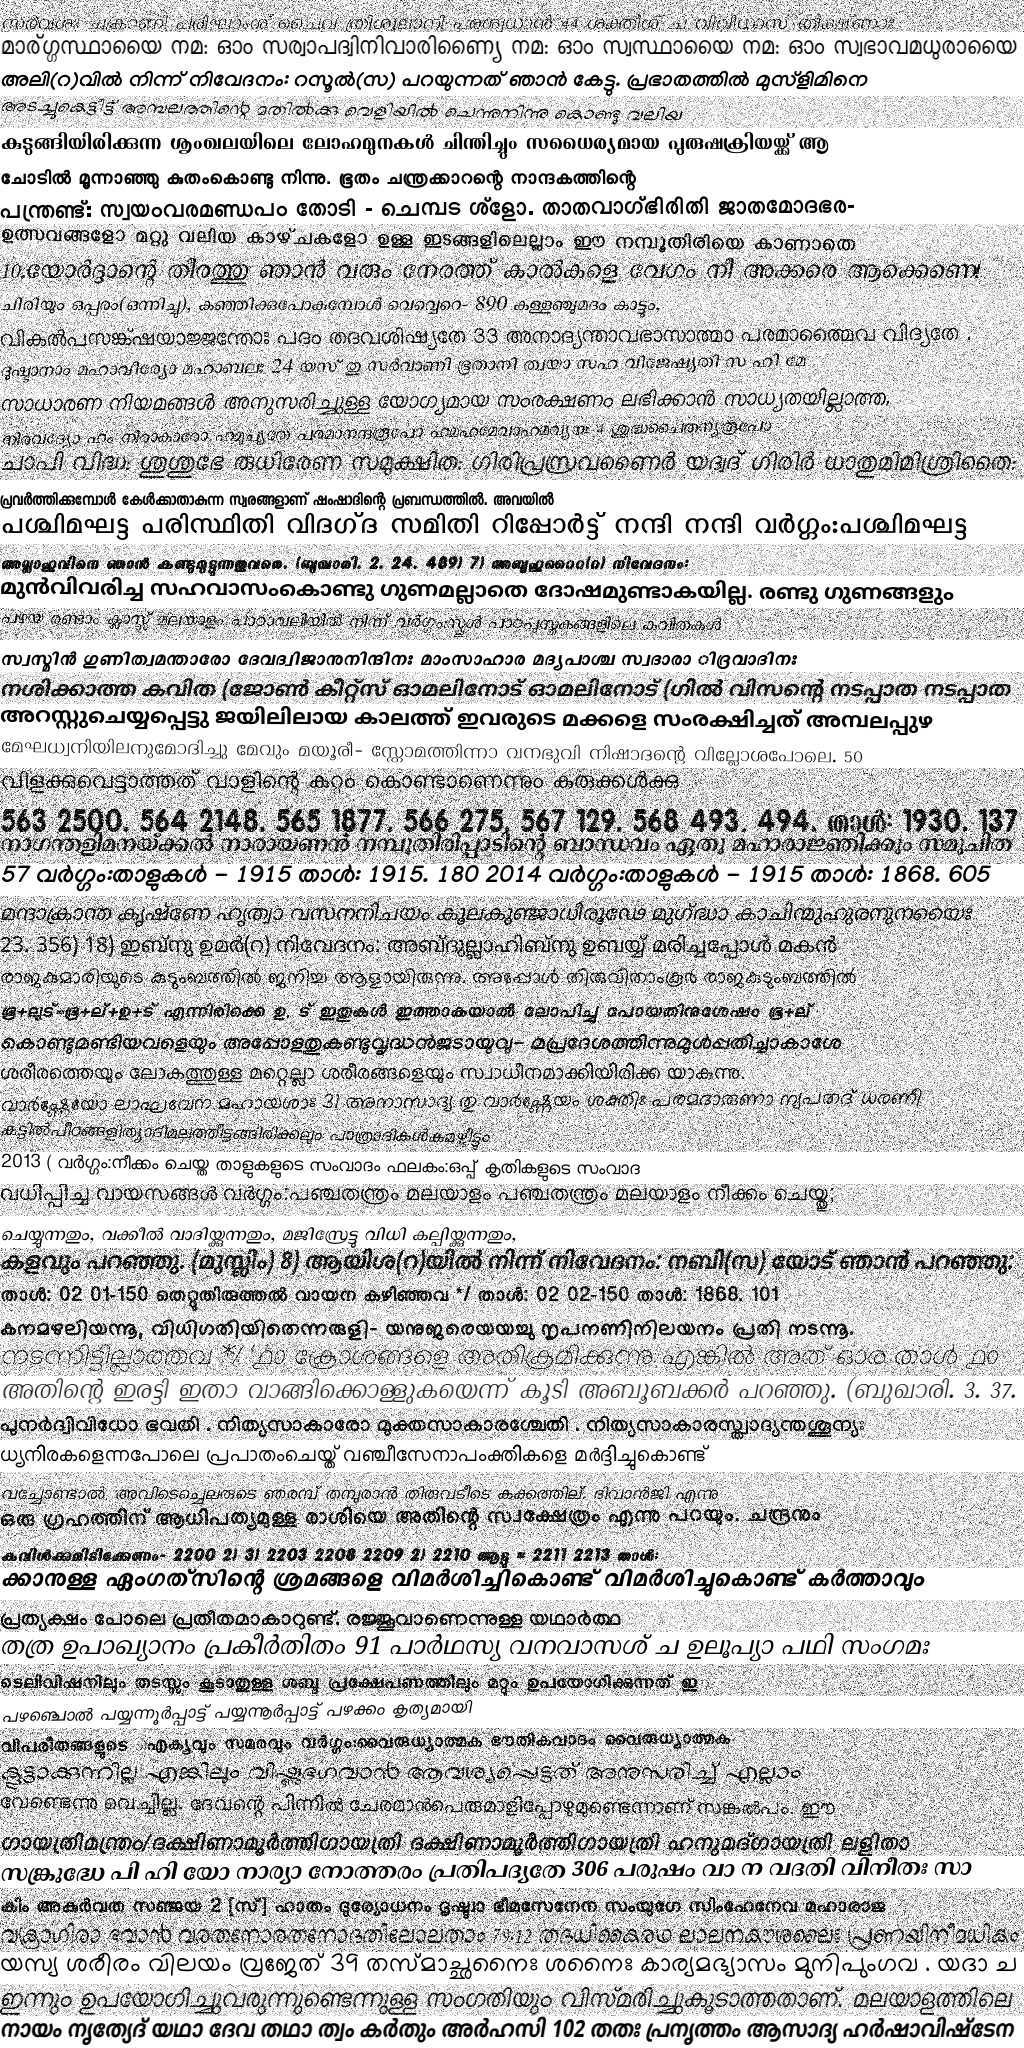 സർവശഃ ചക്രാണി പരിഘാംശ് ചൈവ ത്രിശൂലാനി പരശ്വധാൻ 44 ശക്തീശ് ച വിവിധാസ് തീക്ഷ്ണാഃ
മാർഗ്ഗസ്ഥായൈ നമ: ഓം സര്വാപദ്വിനിവാരിണ്യൈ നമ: ഓം സ്വസ്ഥായൈ നമ: ഓം സ്വഭാവമധുരായൈ
അലി(റ)വിൽ നിന്ന് നിവേദനം: റസൂൽ(സ) പറയുന്നത് ഞാൻ കേട്ടു. പ്രഭാതത്തിൽ മുസ്ളിമിനെ
അടച്ചുകെട്ടിട്ട് അമ്പലത്തിന്റെ മതിൽക്കു വെളിയിൽ ചെന്നുനിന്നു കൊണ്ടു വലിയ
കുടുങ്ങിയിരിക്കുന്ന ശൃംഖലയിലെ ലോഹമുനകൾ ചിന്തിച്ചും സധൈര്യമായ പുരുഷക്രിയയ്ക്ക് ആ
ചോടിൽ മൂന്നാഞ്ഞു കുതംകൊണ്ടു നിന്നു. ഭൂതം ചന്ത്രക്കാറന്റെ നാന്ദകത്തിന്റെ
പന്ത്രണ്ട്: സ്വയംവരമണ്ഡപം തോടി - ചെമ്പട ശ്ളോ. താതവാഗ്ഭിരിതി ജാതമോദഭര-
ഉത്സവങ്ങളോ മറ്റു വലിയ കാഴ്ചകളോ ഉള്ള ഇടങ്ങളിലെല്ലാം ഈ നമ്പൂതിരിയെ കാണാതെ
10.യോർദ്ദാന്റെ തീരത്തു ഞാൻ വരും നേരത്ത് കാൽകളെ വേഗം നീ അക്കരെ ആക്കെണെ!
ചിരിയും ഒപ്പരം(ഒന്നിച്ച), കഞ്ഞിക്കുപോകുമ്പോൾ വെവ്വെറെ- 890 കള്ളഞ്ചുമദം കാട്ടും,
വികൽപസങ്ക്ഷയാജ്ജന്തോഃ പദം തദവശിഷ്യതേ 33 അനാദ്യന്താവഭാസാത്മാ പരമാത്മൈവ വിദ്യതേ .
ദുഷ്ടാനാം മഹാവിര്യോ മഹാബലഃ 24 യസ് തു സർവാണി ഭൂതാനി ത്വയാ സഹ വിജേഷ്യതി സ ഹി മേ
സാധാരണ നിയമങ്ങൾ അനുസരിച്ചുള്ള യോഗ്യമായ സംരക്ഷണം ലഭിക്കാൻ സാധ്യതയില്ലാത്ത,
നിരവദ്യോ ഹം നിരാകാരോ ഹ്മച്യുതേ പരമാനന്ദരൂപോ ഹമഹമേവാഹമവ്യയഃ 4 ശുദ്ധചൈതന്യരൂപോ
ചാപി വിദ്ധഃ ശുശുഭേ രുധിരേണ സമുക്ഷിതഃ ഗിരിപ്രസ്രവണൈർ യദ്വദ് ഗിരിർ ധാതുമിമിശ്രിതൈഃ
പ്രവർത്തിക്കുമ്പോൾ കേൾക്കാതാകുന്ന സ്വരങ്ങളാണ് ഷംഷാദിന്റെ പ്രബന്ധത്തിൽ. അവയിൽ
പശ്ചിമഘട്ട പരിസ്ഥിതി വിദഗ്ദ സമിതി റിപ്പോർട്ട് നന്ദി നന്ദി വർഗ്ഗം:പശ്ചിമഘട്ട
അല്ലാഹുവിനെ ഞാൻ കണ്ടുമുട്ടുന്നതുവരെ. (ബുഖാരി. 2. 24. 489) 7) അബൂഹുറൈറ(റ) നിവേദനം:
മുൻവിവരിച്ച സഹവാസംകൊണ്ടു ഗുണമല്ലാതെ ദോഷമുണ്ടാകയില്ല. രണ്ടു ഗുണങ്ങളും
പഴയ രണ്ടാം ക്ലാസ്സ് മലയാളം പാഠാവലിയിൽ നിന്ന് വർഗ്ഗം:സ്കൂൾ പാഠപ്പുസ്തകങ്ങളിലെ കവിതകൾ
സ്വസ്മിൻ ഗുണിത്വമന്താരോ ദേവദ്വിജാനുനിന്ദിനഃ മാംസാഹാര മദ്യപാശ്ച സ്വദാരാ ിദ്രവാദിനഃ
നശിക്കാത്ത കവിത (ജോൺ കീറ്റ്സ് ഓമലിനോട് ഓമലിനോട് (ഗിൽ വിസന്റെ നടപ്പാത നടപ്പാത
അറസ്റ്റുചെയ്യപ്പെട്ടു ജയിലിലായ കാലത്ത് ഇവരുടെ മക്കളെ സംരക്ഷിച്ചത് അമ്പലപ്പുഴ
മേഘധ്വനിയിലനുമോദിച്ചു മേവും മയൂരീ- സ്തോമത്തിന്നാ വനഭുവി നിഷാദന്റെ വില്ലോശപോലെ. 50
വിളക്കുവെട്ടാത്തത് വാളിന്റെ കുറ്റം കൊണ്ടാണെന്നും കുരുക്കൾക്കു
563 2500. 564 2148. 565 1877. 566 275, 567 129. 568 493. 494. താൾ: 1930. 137
നാഗന്തളിമനയ്ക്കൽ നാരായണൻ നമ്പൂതിരിപ്പാടിന്റെ ബാന്ധവം ഏതു മഹാരാജ്ഞിക്കും സമുചിത
57 വർഗ്ഗം:താളുകൾ – 1915 താൾ: 1915. 180 2014 വർഗ്ഗം:താളുകൾ – 1915 താൾ: 1868. 605
മന്ദാക്രാന്ത കൃഷ്ണേ ഹൃത്വാ വസനനിചയം കൂലകുഞ്ജാധിരൂഢേ മുഗ്ദ്ധാ കാചിന്മുഹുരനുനയൈഃ
23. 356) 18) ഇബ്നു ഉമർ(റ) നിവേദനം: അബ്ദുല്ലാഹിബ്നു ഉബയ്യ് മരിച്ചപ്പോൾ മകൻ
രാജകുമാരിയുടെ കുടുംബത്തിൽ ജനിച്ച ആളായിരുന്നു. അപ്പോൾ തിരുവിതാംകൂർ രാജകുടുംബത്തിൽ
ഭൂ+ലുട്=ഭൂ+ല്+ഉ+ട് എന്നിരിക്കെ ഉ, ട് ഇതുകൾ ഇത്താകയാൽ ലോപിച്ചു പോയതിനുശേഷം ഭൂ+ല്
കൊണ്ടുമണ്ടിയവളെയും അപ്പോളതുകണ്ടുവൃദ്ധൻജടായുവു- മപ്രദേശത്തിന്നുമുൾപ്പതിച്ചാകാശേ
ശരീരത്തെയും ലോകത്തുള്ള മറ്റെല്ലാ ശരീരങ്ങളെയും സ്വാധീനമാക്കിയിരിക്ക യാകുന്നു.
വാർഷ്ണേയോ ലാഘവേന മഹായശാഃ 31 അനാസാദ്യ തു വാർഷ്ണേയം ശക്തിഃ പരമദാരുണാ ന്യപതദ് ധരണീ
കട്ടിൽപീഠങ്ങളിത്യാദിമലത്തീട്ടങ്ങിരിക്കലും പാത്രാദികൾകമഴ്ത്തീട്ടും
2013 ( വർഗ്ഗം:നീക്കം ചെയ്ത താളുകളുടെ സംവാദം ഫലകം:ഒപ്പ് കൃതികളുടെ സംവാദ
വധിപ്പിച്ച വായസങ്ങൾ വർഗ്ഗം:പഞ്ചതന്ത്രം മലയാളം പഞ്ചതന്ത്രം മലയാളം നീക്കം ചെയ്തു;
ചെയ്യുന്നതും, വക്കീൽ വാദിയ്ക്കുന്നതും, മജിസ്രേട്ടു വിധി കല്പിയ്ക്കുന്നതും,
കളവും പറഞ്ഞു. (മുസ്ലിം) 8) ആയിശ(റ)യിൽ നിന്ന് നിവേദനം: നബി(സ) യോട് ഞാൻ പറഞ്ഞു:
താൾ: 02 01-150 തെറ്റുതിരുത്തൽ വായന കഴിഞ്ഞവ */ താൾ: 02 02-150 താൾ: 1868. 101
കനമഴലിയന്നൂ, വിധിഗതിയിതെന്നരുളി- യനുജരെയയച്ചു നൃപനണിനിലയനം പ്രതി നടന്നൂ.
നടന്നിട്ടില്ലാത്തവ */ '൧൦ ക്രോശങ്ങളെ അതിക്രമിക്കുന്നു എങ്കിൽ അത് ഓര താൾ ൧൦
അതിന്റെ ഇരട്ടി ഇതാ വാങ്ങിക്കൊള്ളുകയെന്ന് കൂടി അബൂബക്കർ പറഞ്ഞു. (ബുഖാരി. 3. 37.
പുനർദ്വിവിധോ ഭവതി . നിത്യസാകാരോ മുക്തസാകാരശ്ചേതി . നിത്യസാകാരസ്ത്വാദ്യന്തശൂന്യഃ
ധ്യനിരകളെന്നപോലെ പ്രപാതംചെയ്ത് വഞ്ചീസേനാപംക്തികളെ മർദ്ദിച്ചുകൊണ്ട്
വച്ചോണ്ടാൽ, അവിടെച്ചെലരുടെ ഞരമ്പ് തമ്പുരാൻ തിരുവടീടെ കക്കത്തില്. ദിവാൻജി എന്നു
ഒരു ഗ്രഹത്തിന് ആധിപത്യമുള്ള രാശിയെ അതിന്റെ സ്വക്ഷേത്രം എന്നു പറയും. ചന്ദ്രനും
കവിൾക്കുമിടിക്കേണം- 2200 2) 3) 2203 2208 2209 2) 2210 ആറ്റു = 2211 2213 താൾ:
ക്കാനുള്ള ഏംഗത്സിന്റെ ശ്രമങ്ങളെ വിമർശിച്ചികൊണ്ട് വിമർശിച്ചുകൊണ്ട് കർത്താവും
പ്രത്യക്ഷം പോലെ പ്രതീതമാകാറുണ്ട്. രജ്ജുവാണെന്നുള്ള യഥാർത്ഥ
തത്ര ഉപാഖ്യാനം പ്രകീർതിതം 91 പാർഥസ്യ വനവാസശ് ച ഉലൂപ്യാ പഥി സംഗമഃ
ടെലിവിഷനിലും തടസ്സം കൂടാതുള്ള ശബ്ദ പ്രക്ഷേപണത്തിലും മറ്റും ഉപയോഗിക്കുന്നത് ഇ
പഴഞ്ചൊൽ പയ്യന്നൂർപ്പാട്ട് പയ്യന്നൂർപ്പാട്ട് പഴക്കം കൃത്യമായി
വിപരീതങ്ങളുടെ ഐക്യവും സമരവും വർഗ്ഗം:വൈരുധ്യാത്മക ഭൗതികവാദം വൈരുധ്യാത്മക
കൂട്ടാക്കുന്നില്ല എങ്കിലും വിഷ്ണുഭഗവാൻ ആവശ്യപ്പെട്ടത് അനുസരിച്ച് എല്ലാം
വേണ്ടെന്നു വെച്ചില്ല. ദേവന്റെ പിന്നിൽ ചേരമാൻപെരുമാളിപ്പോഴുമുണ്ടെന്നാണ് സങ്കൽപം. ഈ
ഗായത്രിമന്ത്രം/ദക്ഷിണാമൂർത്തിഗായത്രി ദക്ഷിണാമൂർത്തിഗായത്രി ഹനുമദ്ഗായത്രി ലളിതാ
സങ്ക്രുദ്ധേ പി ഹി യോ നാര്യാ നോത്തരം പ്രതിപദ്യതേ 306 പരുഷം വാ ന വദതി വിനീതഃ സാ
കിം അകുർവത സഞ്ജയ 2 [സ്] ഹാതം ദുര്യോധനം ദൃഷ്ട്വാ ഭീമസേനേന സംയുഗേ സിംഹേനേവ മഹാരാജ
വക്രാഗിരാ ഭവാൻ വരതനോരതനോദതിലോലതാം 79-12 തദധികൈരഥ ലാലനകൗശലൈഃ പ്രണയിനീമധികം
യസ്യ ശരീരം വിലയം വ്രജേത് 39 തസ്മാച്ഛനൈഃ ശനൈഃ കാര്യമഭ്യാസം മുനിപുംഗവ . യദാ ച
ഇന്നും ഉപയോഗിച്ചുവരുന്നുണ്ടെന്നുള്ള സംഗതിയും വിസ്മരിച്ചുകൂടാത്തതാണ്. മലയാളത്തിലെ
നായം നൃത്യേദ് യഥാ ദേവ തഥാ ത്വം കർതും അർഹസി 102 തതഃ പ്രനൃത്തം ആസാദ്യ ഹർഷാവിഷ്ടേന